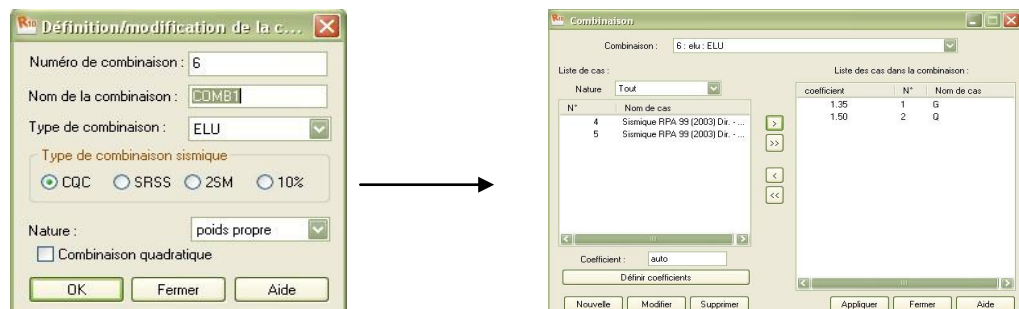 Définition/modification de la c...
Numéro de combinaison : 6
Nom de la combinaison : COMB1
Type de combinaison : ELU
Type de combinaison sismique
CQC SRSS 2SM 10%
Nature : poids propre
Combinaison quadratique
OK Fermer Aide
Combinaison
Combinaison : 6 : elu : ELU
Liste de cas : Liste des cas dans la combinaison :
Nature Tout
N° Nom de cas
4 Sismique RPA 99 (2003) Dir. - ...
5 Sismique RPA 99 (2003) Dir. - ...
> 
>>
<
<<
coefficient N° Nom de cas
1.35 1 G
1.50 2 Q
Coefficient : auto
Définir coefficients
Nouvelle Modifier Supprimer Appliquer Fermer Aide